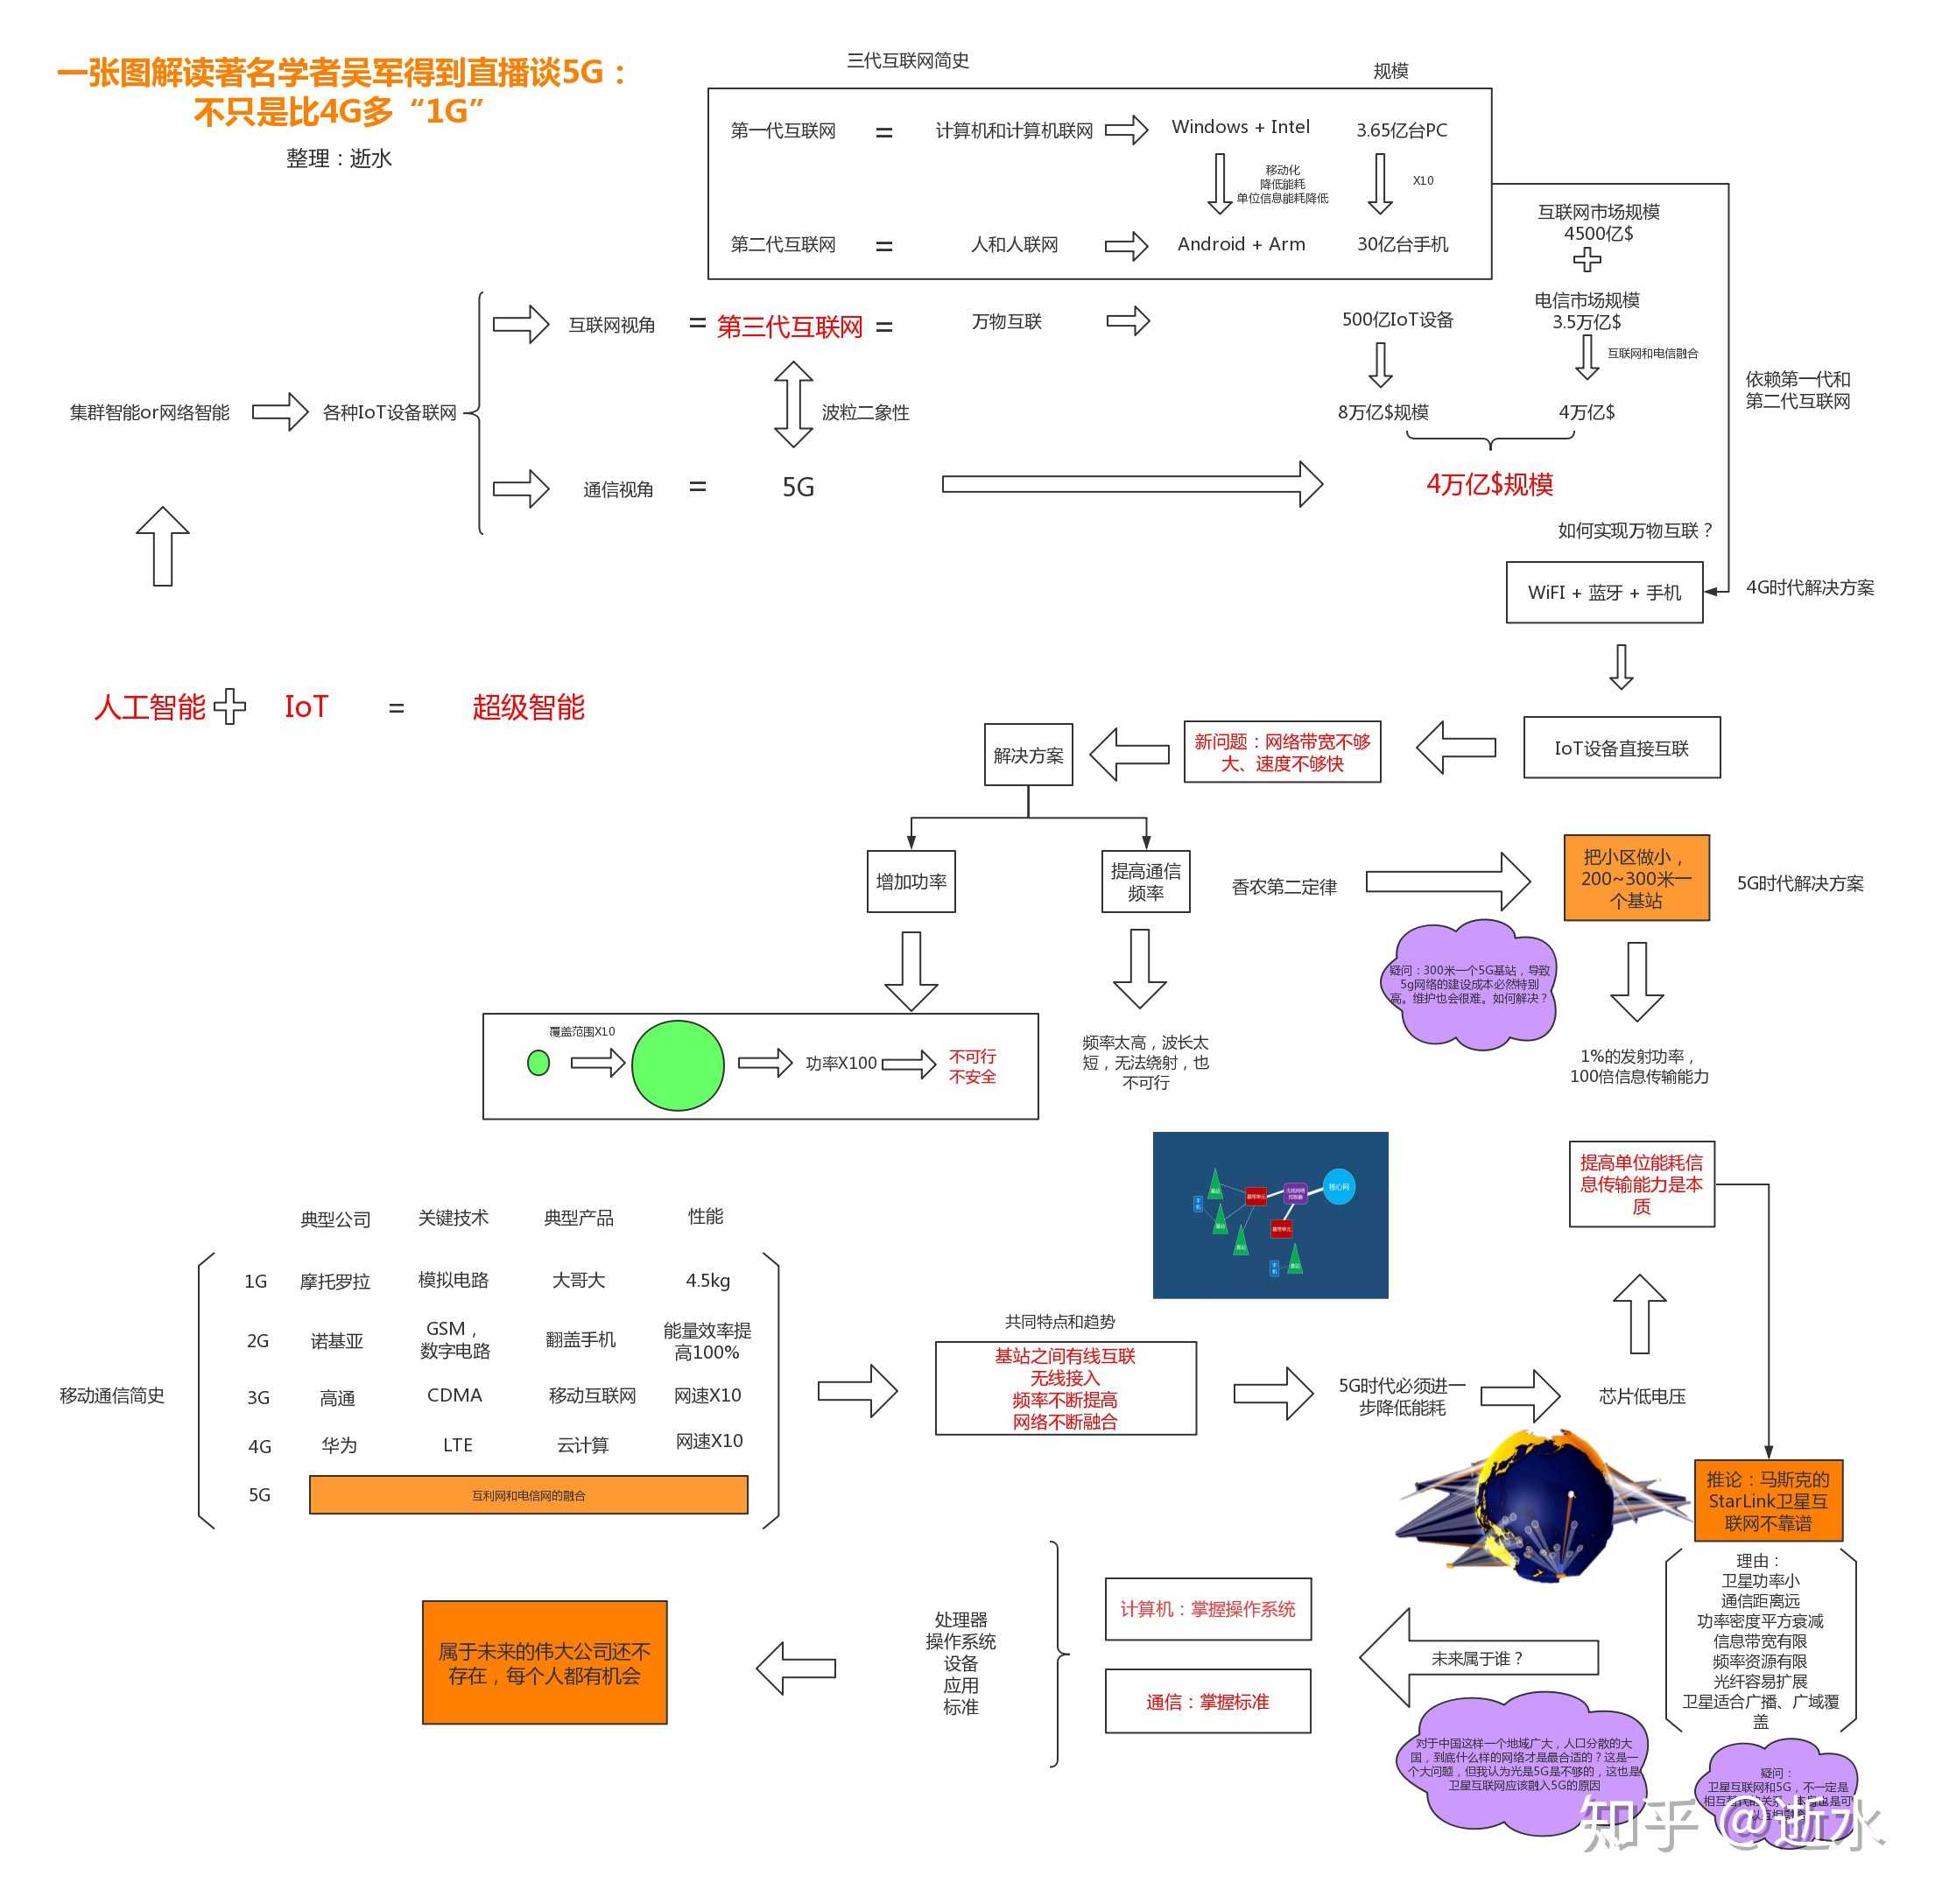 一张图解读著名学者吴军得到直播谈5G：
不只是比4G多“1G”
整理：逝水
三代互联网简史
规模
第一代互联网 = 计算机和计算机联网 Windows + Intel 3.65亿台PC
移动化
降低能耗
单位信息能耗降低
X10
第二代互联网 = 人和人联网 Android + Arm 30亿台手机
互联网市场规模
4500亿$
电信市场规模
3.5万亿$
互联网和电信融合
4万亿$
互联网视角 = 第三代互联网 = 万物互联
500亿IoT设备
8万亿$规模
集群智能or网络智能
各种IoT设备联网
波粒二象性
通信视角 = 5G
4万亿$规模
依赖第一代和
第二代互联网
如何实现万物互联？
WiFI + 蓝牙 + 手机
4G时代解决方案
人工智能 IoT = 超级智能
IoT设备直接互联
新问题：网络带宽不够
大、速度不够快
解决方案
增加功率
提高通信
频率
香农第二定律
把小区做小，
200~300米一
个基站
5G时代解决方案
疑问：300米一个5G基站，导致
5g网络的建设成本必然特别
高。维护也会很难。如何解决？
覆盖范围X10
功率X100
不可行
不安全
频率太高，波长太
短，无法绕射，也
不可行
1%的发射功率，
100倍信息传输能力
提高单位能耗信
息传输能力是本
质
基站
基站
基站
基站
手机
手机
基带单元
基带单元
无线网络
控制器
核心网
典型公司 关键技术 典型产品 性能
移动通信简史
1G 摩托罗拉 模拟电路 大哥大 4.5kg
2G 诺基亚 GSM，
数字电路 翻盖手机 能量效率提
高100%
3G 高通 CDMA 移动互联网 网速X10
4G 华为 LTE 云计算 网速X10
5G 互利网和电信网的融合
共同特点和趋势
基站之间有线互联
无线接入
频率不断提高
网络不断融合
5G时代必须进一
步降低能耗
芯片低电压
推论：马斯克的
StarLink卫星互
联网不靠谱
理由：
卫星功率小
通信距离远
功率密度平方衰减
信息带宽有限
频率资源有限
光纤容易扩展
卫星适合广播、广域覆
盖
疑问：
卫星互联网和5G，不一定是
未来属于谁？
对于中国这样一个地域广大，人口分散的大
国，到底什么样的网络才是最合适的？这是一
个大问题，但我认为光是5G是不够的，这也是
卫星互联网应该融入5G的原因
计算机：掌握操作系统
通信：掌握标准
处理器
操作系统
设备
应用
标准
属于未来的伟大公司还不
存在，每个人都有机会
知乎 @逝水